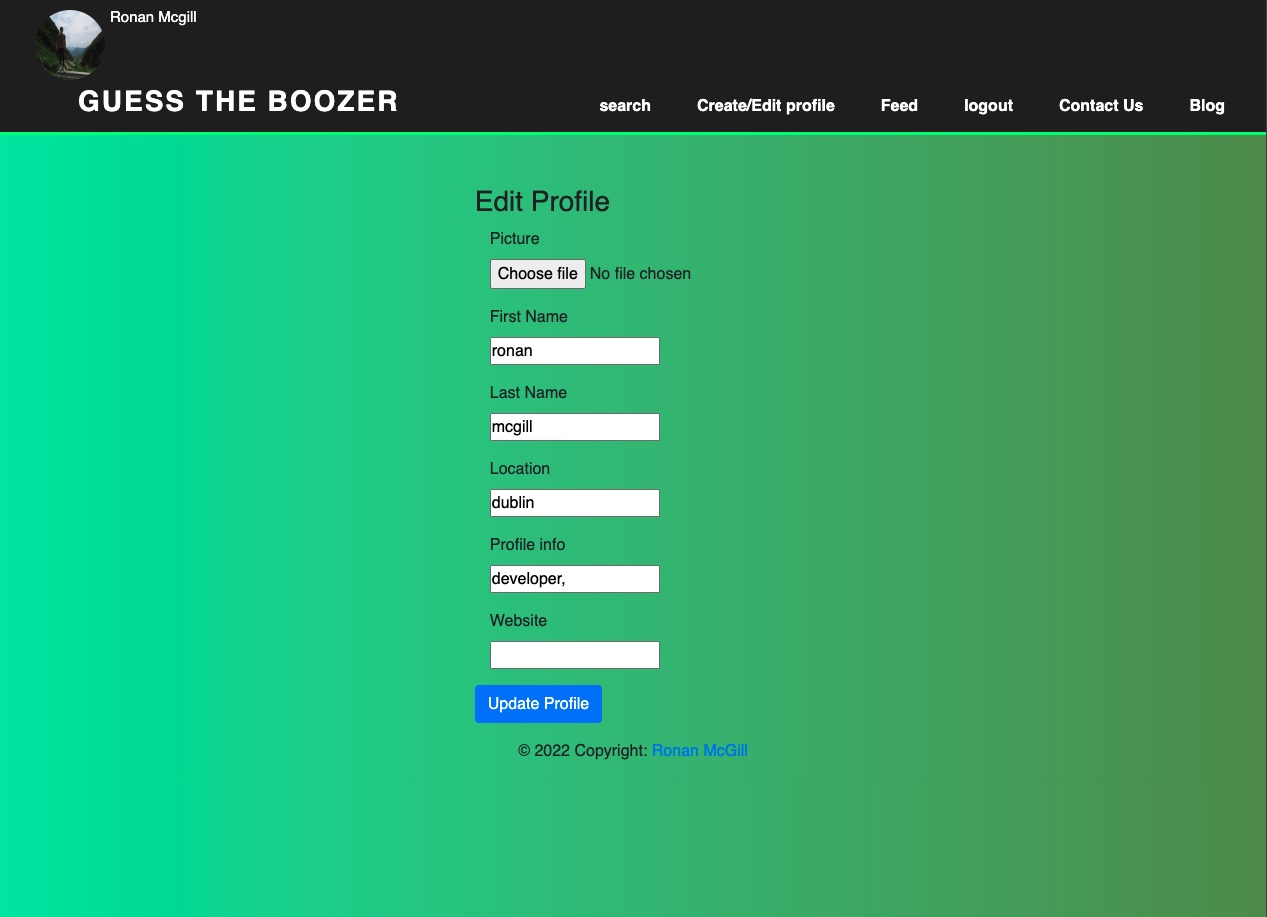 Ronan Mcgill
GUESS THE BOOZER
search Create/Edit profile Feed logout Contact Us Blog
Edit Profile
Picture
Choose file No file chosen
First Name
ronan
Last Name
mcgill
Location
dublin
Profile info
developer,
Website
Update Profile
© 2022 Copyright: Ronan McGill